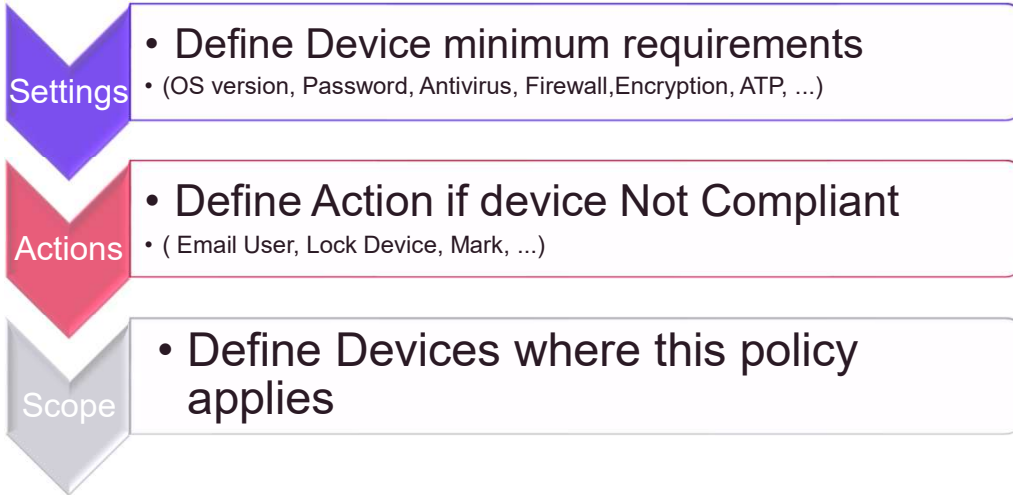 Settings
• Define Device minimum requirements
• (OS version, Password, Antivirus, Firewall,Encryption, ATP, ...)
Actions
• Define Action if device Not Compliant
• ( Email User, Lock Device, Mark, ...)
Scope
• Define Devices where this policy
applies